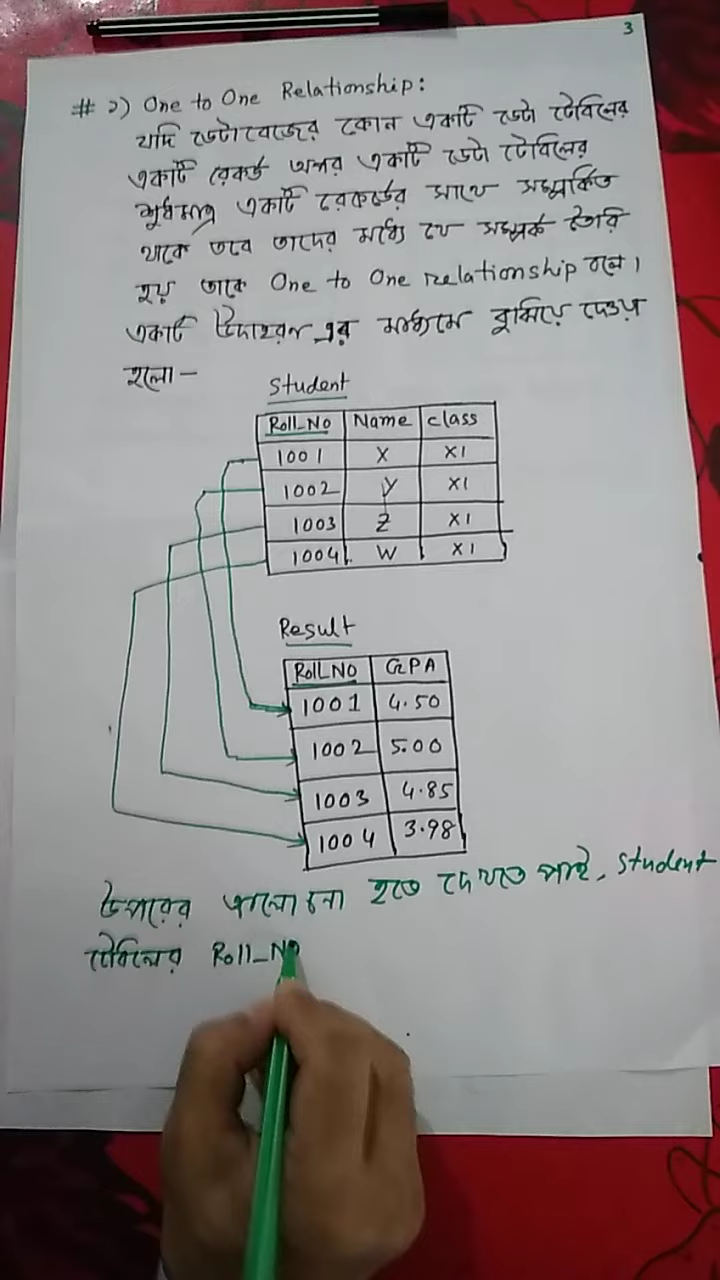 3
# ১) One to One Relationship:
যদি ডেটাবেজের কোন একটি ডেটা টেবিলের
একটি রেকর্ড অপর একটি ডেটা টেবিলের
শুধুমাত্র একটি রেকর্ডের সাথে সম্পর্কিত
থাকে তবে তাদের মধ্যে যে সম্পর্ক তৈরি
হয় তাকে One to One Relationship বলে।
একটি উদাহরন এর মাধ্যমে বুঝিয়ে দেওয়া
হলো-
Student
Roll_No Name class
1001 X XI
1002 Y XI
1003 Z XI
1004 W XI
Result
Roll_No GPA
1001 4.50
1002 5.00
1003 4.85
1004 3.98
উপরের আলোচনা হতে দেখতে পাই, Student
টেবিলের Roll_No